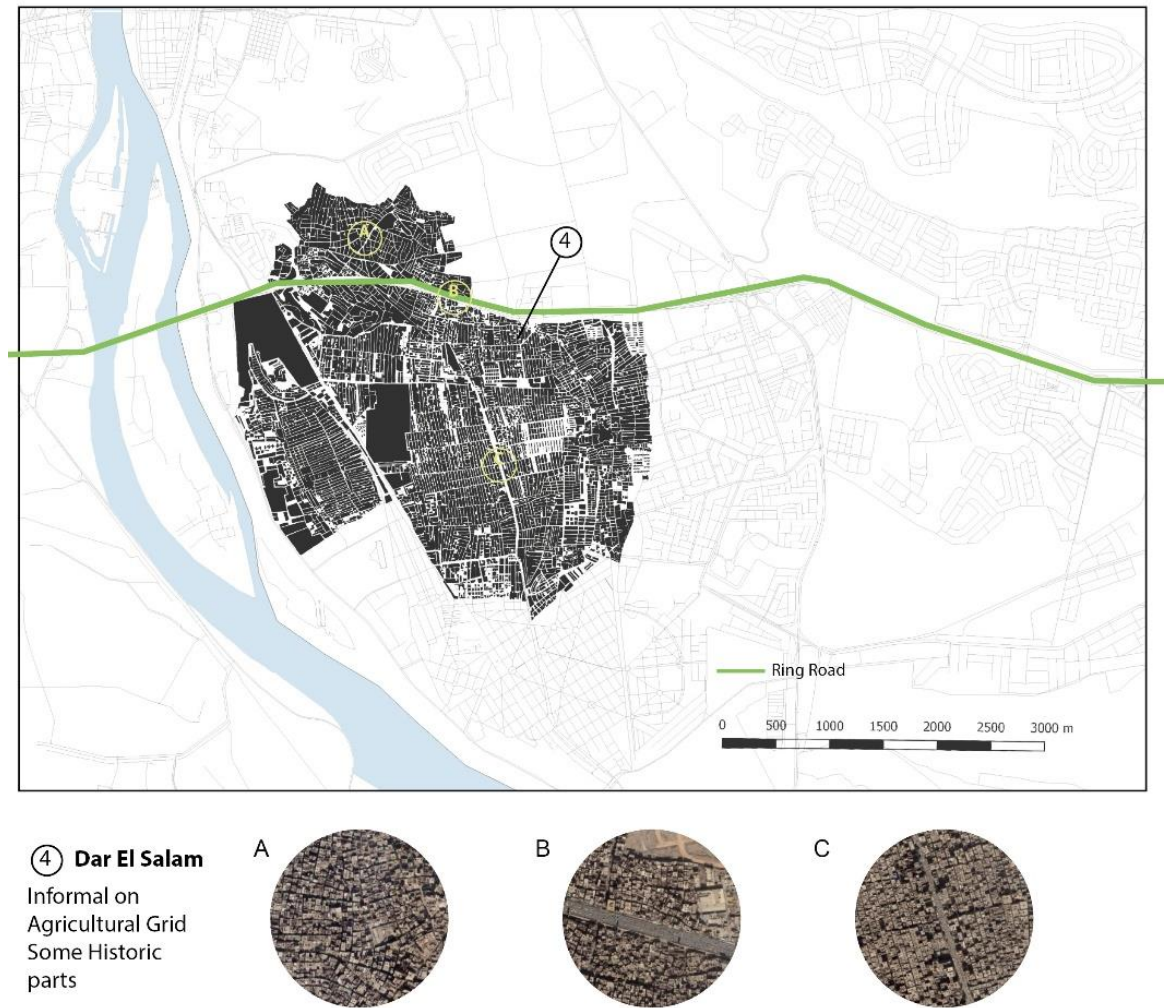 A
4
B
C
Ring Road
0 500 1000 1500 2000 2500 3000 m
4 Dar El Salam
Informal on
Agricultural Grid
Some Historic
parts
A
B
C